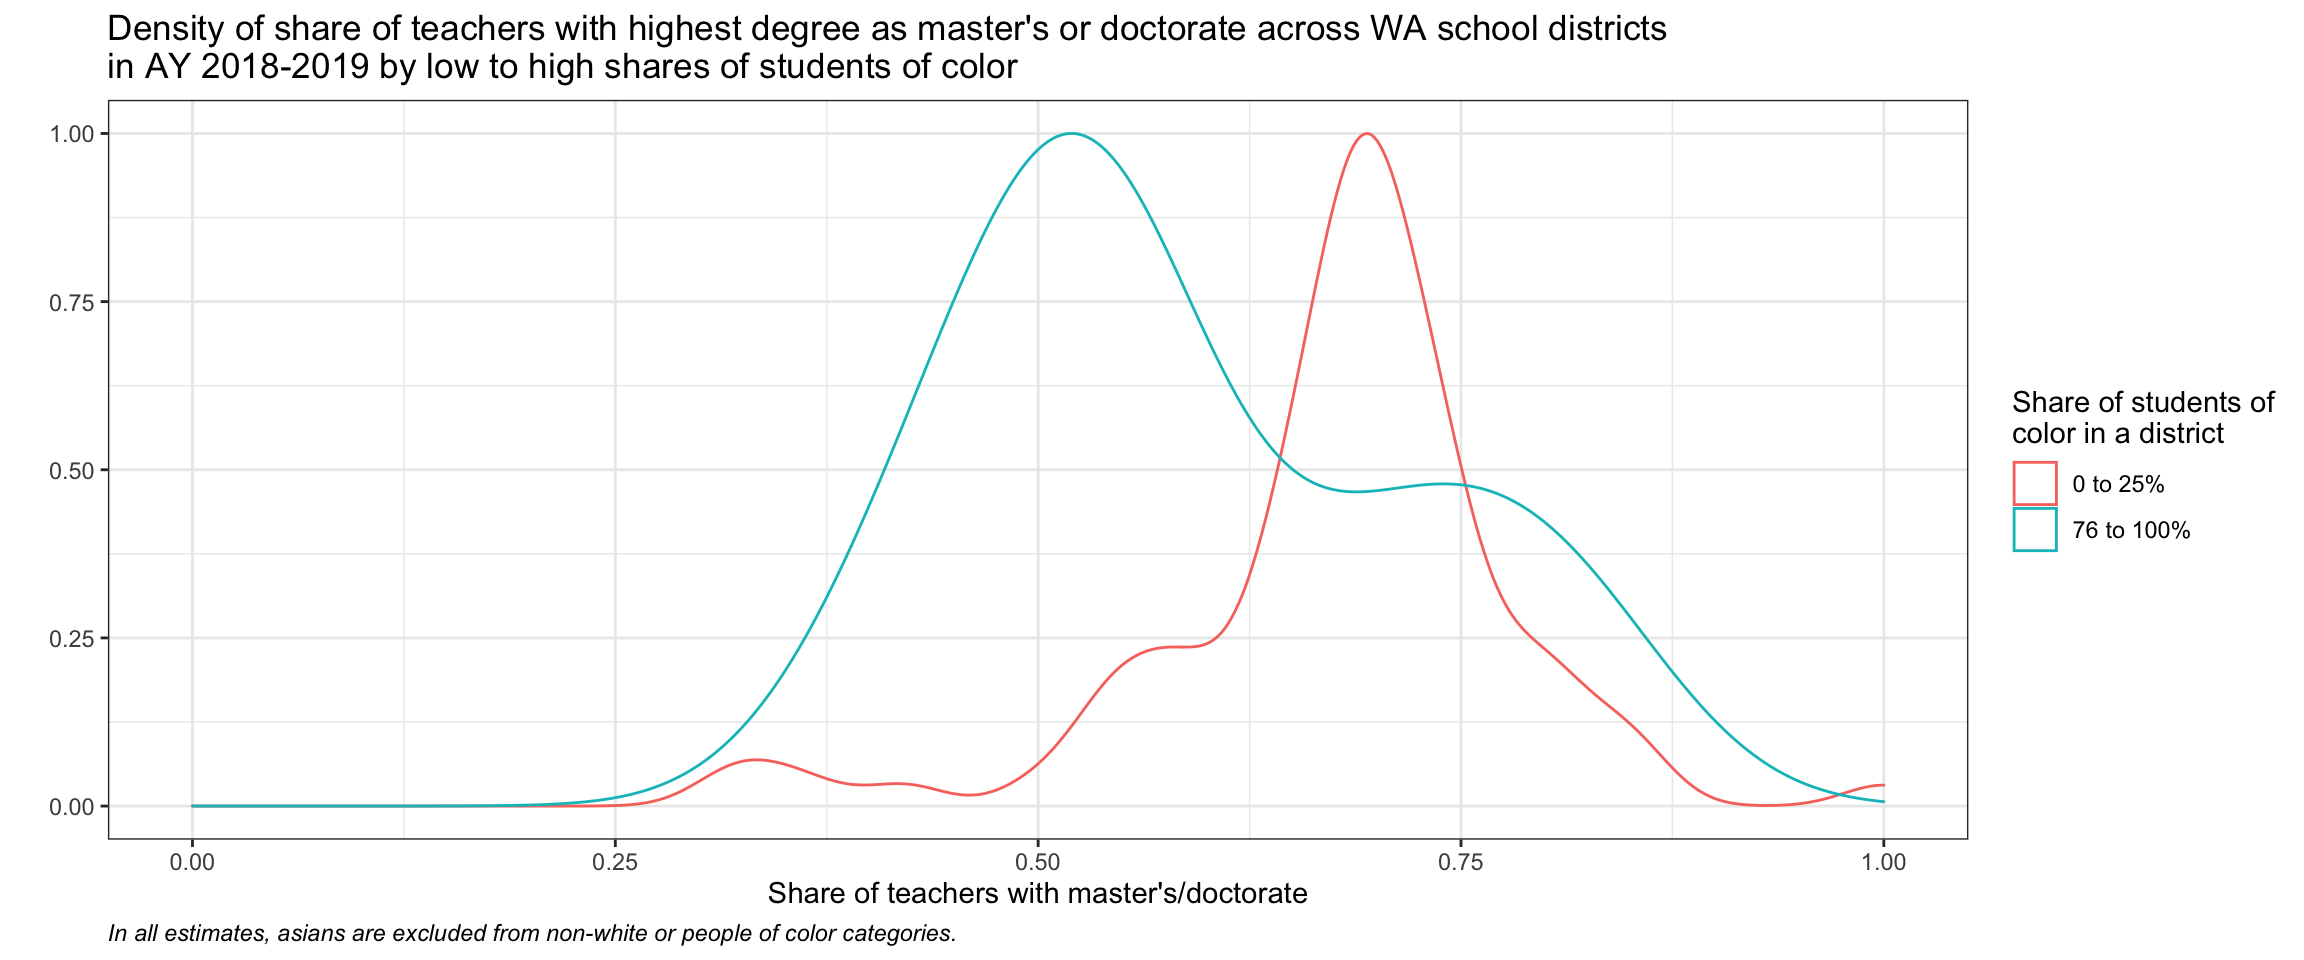 Density of share of teachers with highest degree as master's or doctorate across WA school districts
in AY 2018-2019 by low to high shares of students of color
1.00
0.75
0.50
0.25
0.00
0.00
0.25
0.50
0.75
1.00
Share of teachers with master's/doctorate
In all estimates, asians are excluded from non-white or people of color categories.
Share of students of
color in a district
0 to 25%
76 to 100%